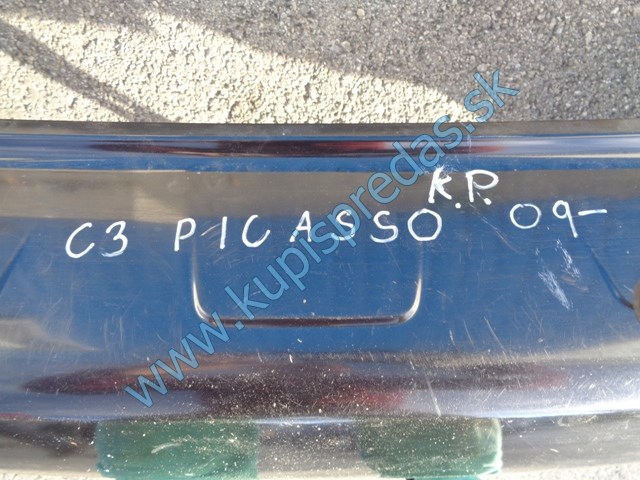 C3 PICASSO K.P. 09-
www.kupispredas.sk